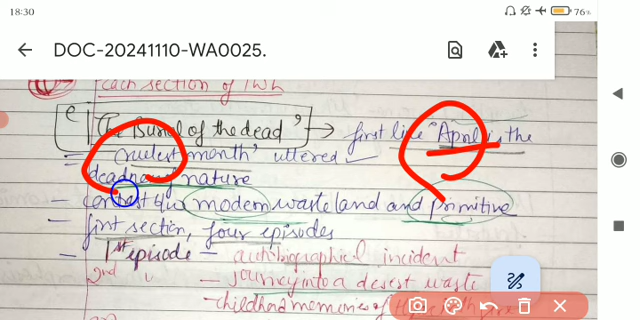 18:30
76%
DOC-20241110-WA0025.
each section of TWL
"The Burial of the dead" → first line "April is the
= cruelest month' uttered ✓
deadness of nature
- contrast b/w modern wasteland and primitive
- first section, four episodes
- 1st episode - autobiographical incident
2nd " - journey into a desert waste
- childhood memories of